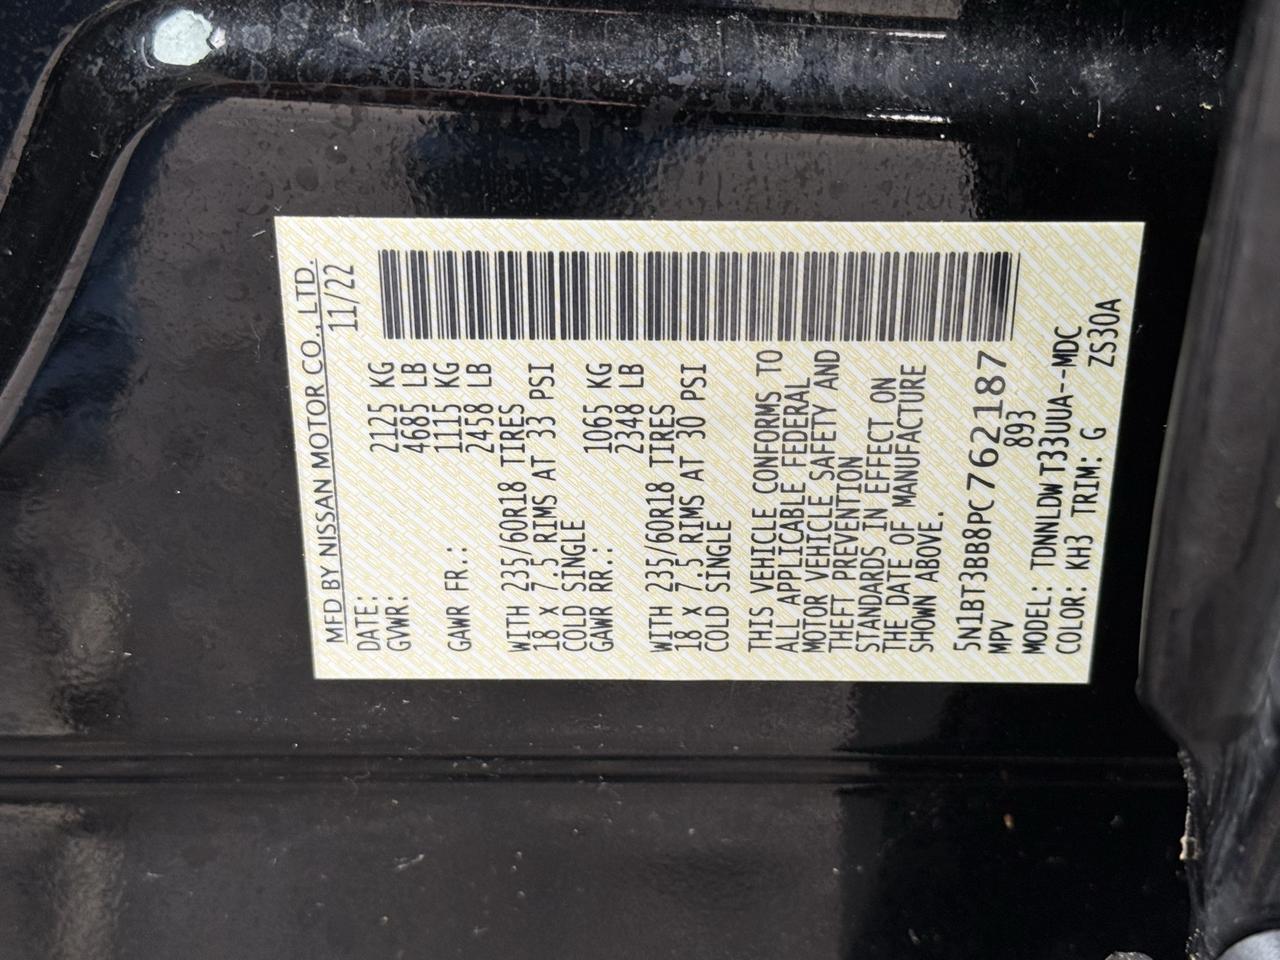 MFD BY NISSAN MOTOR CO., LTD.
DATE: 11/22
GVWR: 2125 KG
4685 LB
GAWR FR.: 1115 KG
2458 LB
WITH 235/60R18 TIRES
18 X 7.5 RIMS AT 33 PSI
COLD SINGLE
GAWR RR.: 1065 KG
2348 LB
WITH 235/60R18 TIRES
18 X 7.5 RIMS AT 30 PSI
COLD SINGLE
THIS VEHICLE CONFORMS TO
ALL APPLICABLE FEDERAL
MOTOR VEHICLE SAFETY AND
THEFT PREVENTION
STANDARDS IN EFFECT ON
THE DATE OF MANUFACTURE
SHOWN ABOVE.
5N1BT3BB8PC762187
MPV 893
MODEL: TDNNLDW T33UUA--MDC
COLOR: KH3 TRIM: G ZS30A